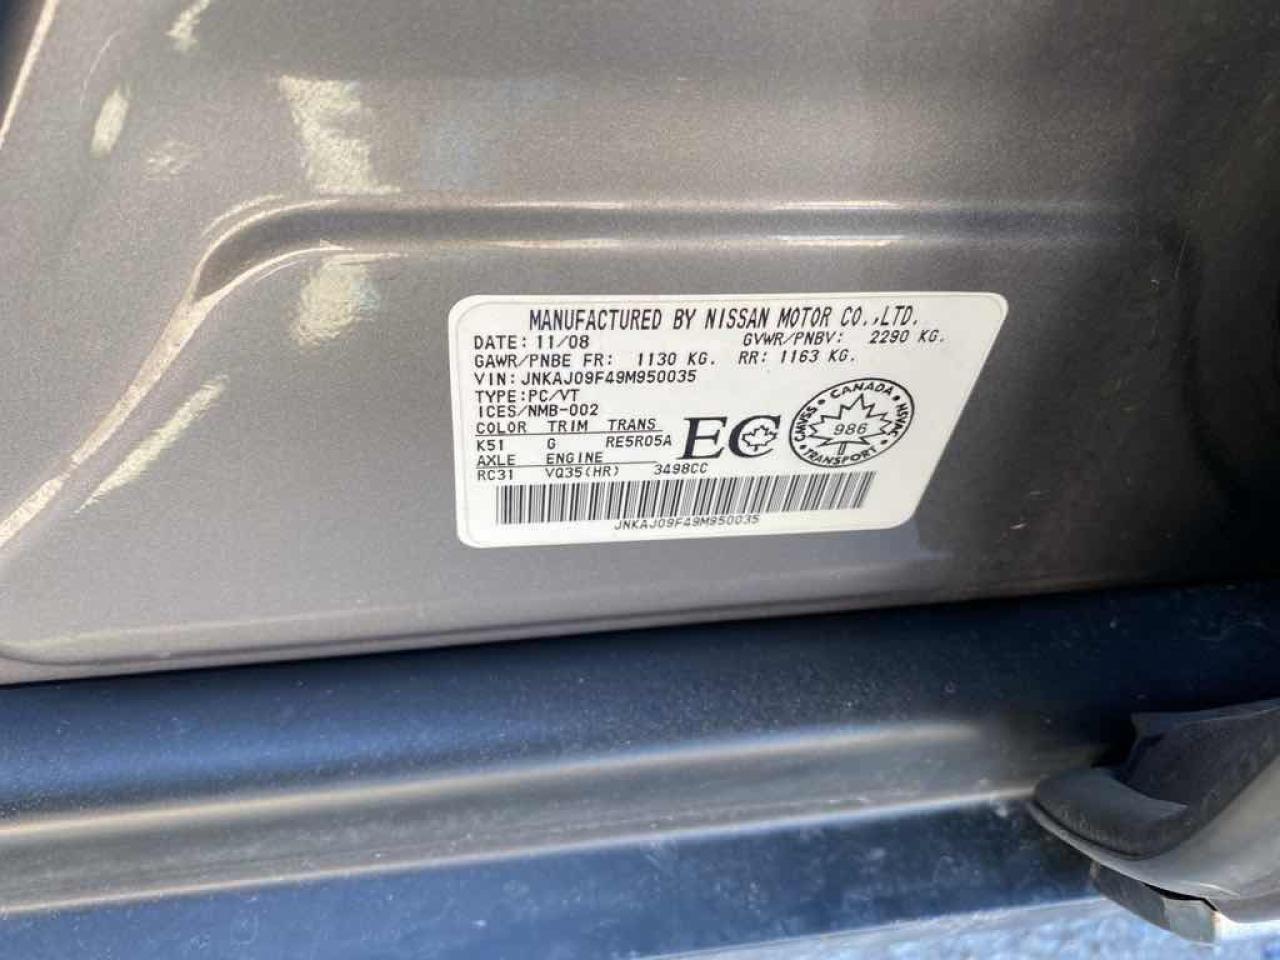 MANUFACTURED BY NISSAN MOTOR CO.,LTD.
DATE: 11/08 GVWR/PNBV: 2290 KG.
GAWR/PNBE FR: 1130 KG. RR: 1163 KG.
VIN: JNKAJ09F49M950035
TYPE:PC/VT
ICES/NMB-002
COLOR TRIM TRANS
K51 G RE5R05A
AXLE ENGINE
RC31 VQ35(HR) 3498CC
EC
CANADA
CMVSS 986 NSVAC
TRANSPORT
JNKAJ09F49M950035